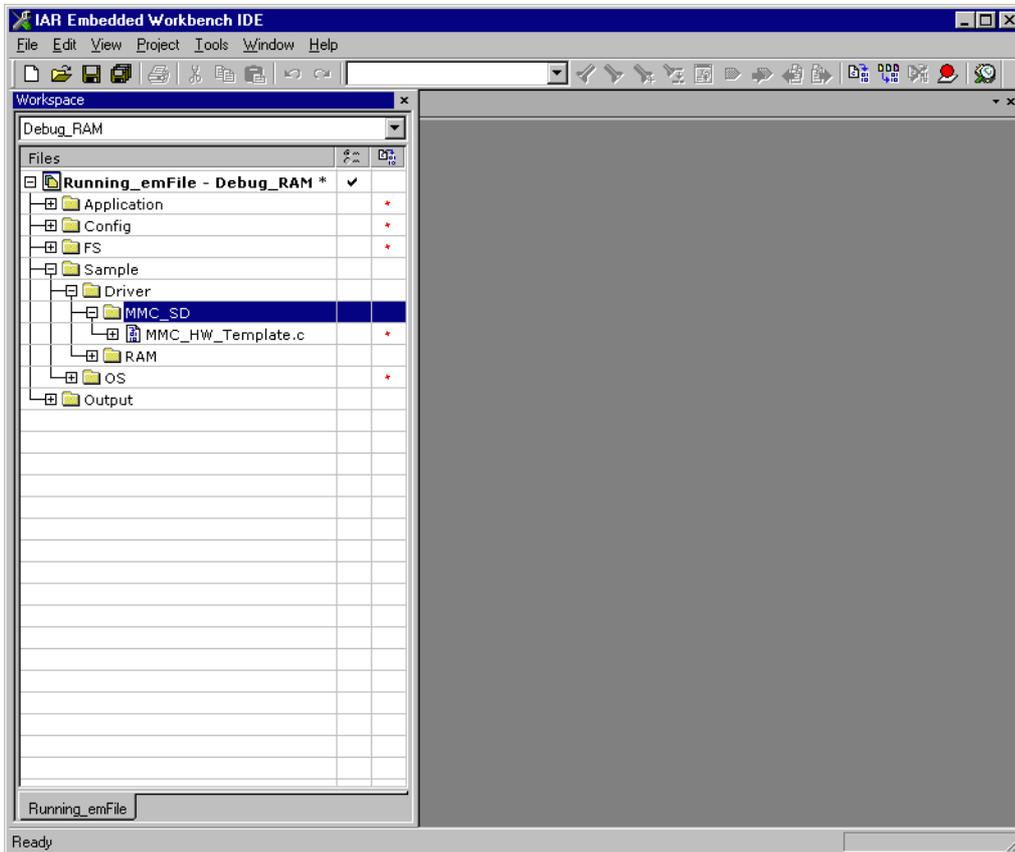 IAR Embedded Workbench IDE
File Edit View Project Tools Window Help
Workspace
Debug_RAM
Files
Running_emFile - Debug_RAM *
Application
Config
FS
Sample
Driver
MMC_SD
MMC_HW_Template.c
RAM
OS
Output
Running_emFile
Ready